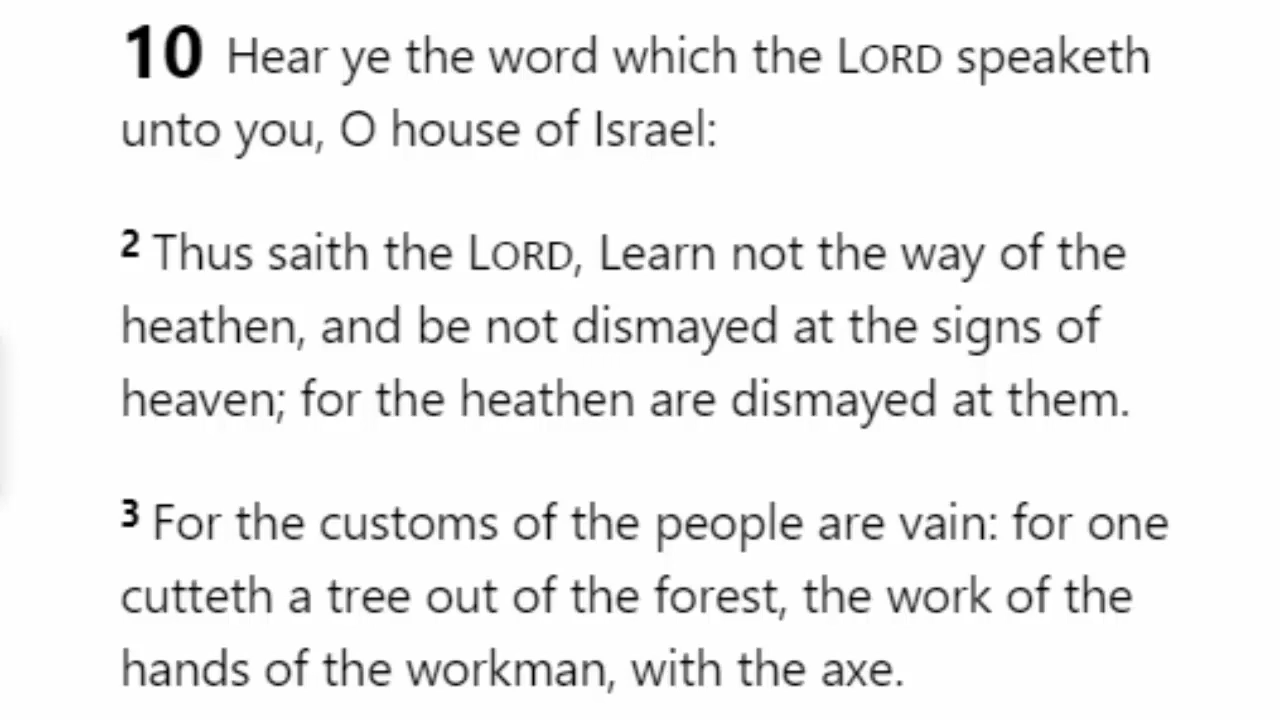 10 Hear ye the word which the LORD speaketh
unto you, O house of Israel:
2 Thus saith the LORD, Learn not the way of the
heathen, and be not dismayed at the signs of
heaven; for the heathen are dismayed at them.
3 For the customs of the people are vain: for one
cutteth a tree out of the forest, the work of the
hands of the workman, with the axe.